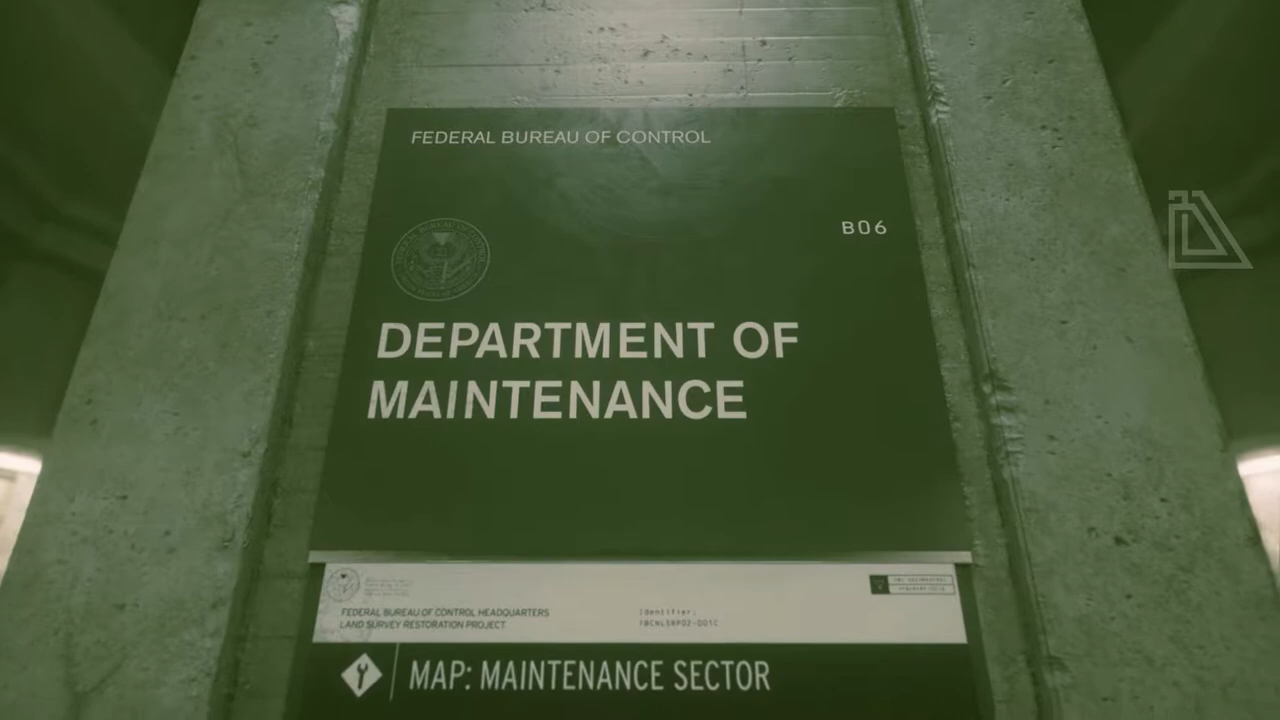 FEDERAL BUREAU OF CONTROL
B06
DEPARTMENT OF
MAINTENANCE
FEDERAL BUREAU OF CONTROL HEADQUARTERS
LAND SURVEY RESTORATION PROJECT
Identifier:
MAP: MAINTENANCE SECTOR